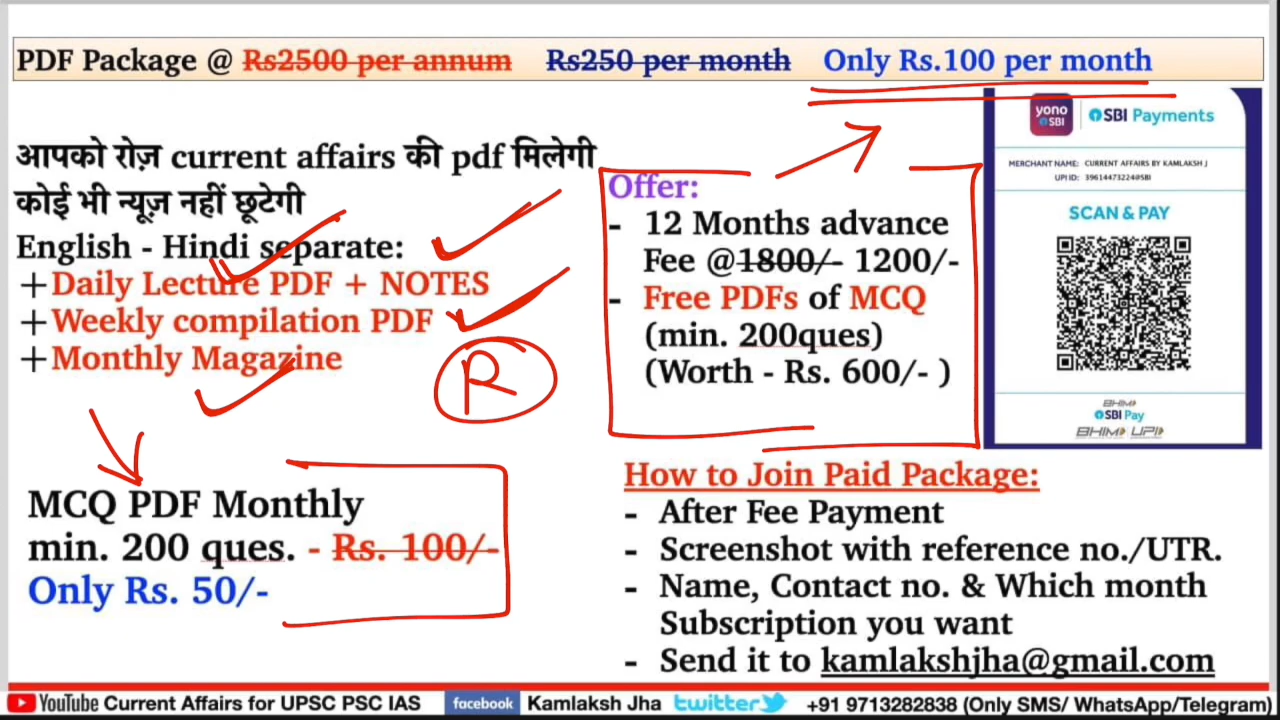 PDF Package @ Rs2500 per annum Rs250 per month Only Rs.100 per month
yono SBI SBI Payments
MERCHANT NAME: CURRENT AFFAIRS BY KAMLAKSH J
UPI ID: 39614473224@SBI
SCAN & PAY
BHIM
SBI Pay
BHIM UPI
आपको रोज़ current affairs की pdf मिलेगी
कोई भी न्यूज़ नहीं छूटेगी
English - Hindi separate:
+Daily Lecture PDF + NOTES
+Weekly compilation PDF
+Monthly Magazine
R
MCQ PDF Monthly
min. 200 ques. - Rs. 100/-
Only Rs. 50/-
Offer:
- 12 Months advance
Fee @1800/- 1200/-
- Free PDFs of MCQ
(min. 200ques)
(Worth - Rs. 600/- )
How to Join Paid Package:
- After Fee Payment
- Screenshot with reference no./UTR.
- Name, Contact no. & Which month
Subscription you want
- Send it to kamlakshjha@gmail.com
YouTube Current Affairs for UPSC PSC IAS facebook Kamlaksh Jha twitter +91 9713282838 (Only SMS/ WhatsApp/Telegram)